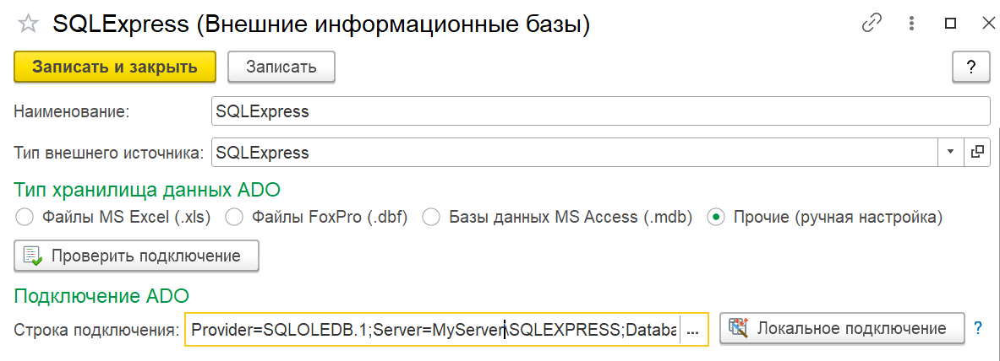 SQLExpress (Внешние информационные базы)
Записать и закрыть Записать ?
Наименование: SQLExpress
Тип внешнего источника: SQLExpress
Тип хранилища данных ADO
Файлы MS Excel (.xls) Файлы FoxPro (.dbf) Базы данных MS Access (.mdb) Прочие (ручная настройка)
Проверить подключение
Подключение ADO
Строка подключения: Provider=SQLOLEDB.1;Server=MyServer\SQLEXPRESS;Databa ... Локальное подключение ?